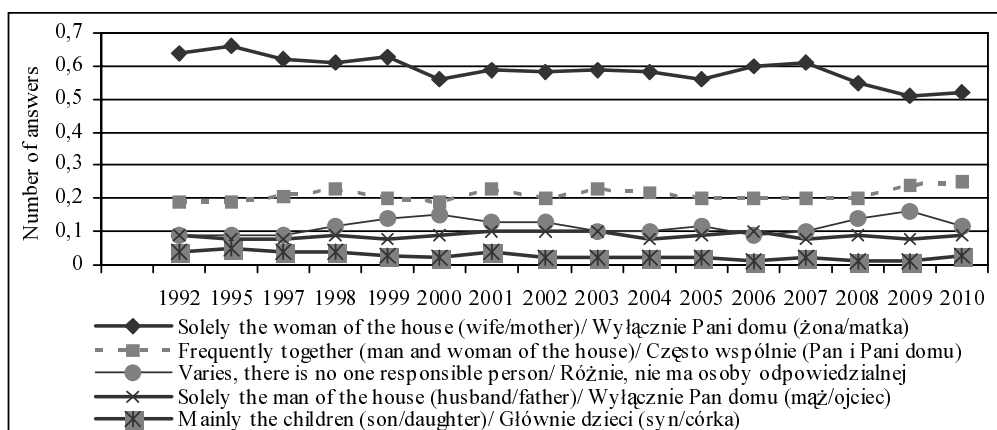 0,7
0,6
0,5
0,4
0,3
0,2
0,1
0
Number of answers
1992 1995 1997 1998 1999 2000 2001 2002 2003 2004 2005 2006 2007 2008 2009 2010
Solely the woman of the house (wife/mother)/ Wyłącznie Pani domu (żona/matka)
Frequently together (man and woman of the house)/ Często wspólnie (Pan i Pani domu)
Varies, there is no one responsible person/ Różnie, nie ma osoby odpowiedzialnej
Solely the man of the house (husband/father)/ Wyłącznie Pan domu (mąż/ojciec)
Mainly the children (son/daughter)/ Głównie dzieci (syn/córka)